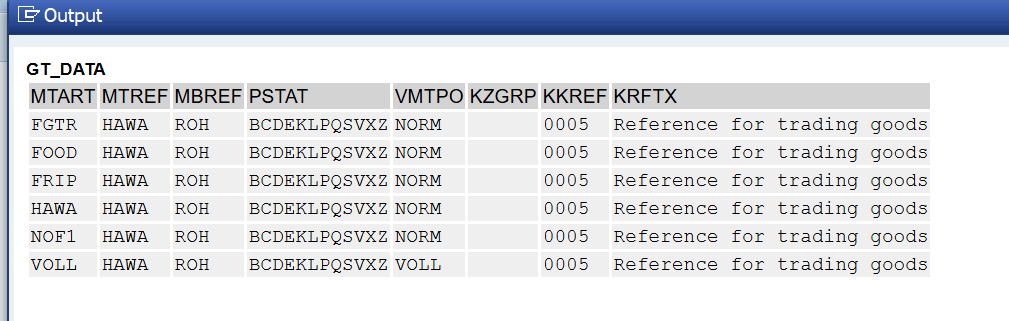 Output
GT_DATA
MTART MTREF MBREF PSTAT VMTPO KZGRP KKREF KRFTX
FGTR HAWA ROH BCDEKLPQSVXZ NORM 0005 Reference for trading goods
FOOD HAWA ROH BCDEKLPQSVXZ NORM 0005 Reference for trading goods
FRIP HAWA ROH BCDEKLPQSVXZ NORM 0005 Reference for trading goods
HAWA HAWA ROH BCDEKLPQSVXZ NORM 0005 Reference for trading goods
NOF1 HAWA ROH BCDEKLPQSVXZ NORM 0005 Reference for trading goods
VOLL HAWA ROH BCDEKLPQSVXZ VOLL 0005 Reference for trading goods